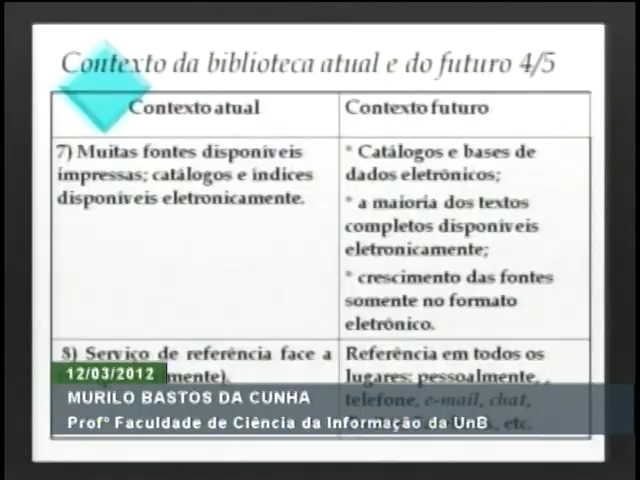 Contexto da biblioteca atual e do futuro 4/5
Contexto atual
Contexto futuro
7) Muitas fontes disponíveis
impressas; catálogos e índices
disponíveis eletronicamente.
* Catálogos e bases de
dados eletrônicos;
* a maioria dos textos
completos disponíveis
eletronicamente;
* crescimento das fontes
somente no formato
eletrônico.
8) Serviço de referência face a
mente).
Referência em todos os
lugares: pessoalmente,
telefone, e-mail, chat,
etc.
12/03/2012
MURILO BASTOS DA CUNHA
Profº Faculdade de Ciência da Informação da UnB